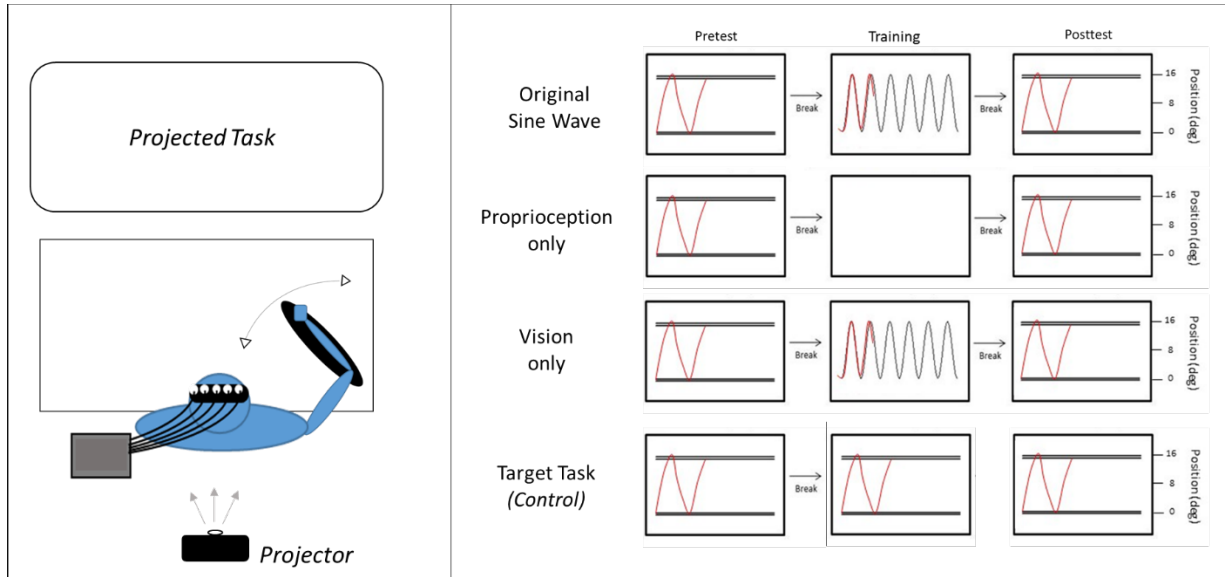 Projected Task
Projector
Pretest
Training
Posttest
Original
Sine Wave
Break
Break
16
8
0
Position (deg)
Proprioception
only
Break
Break
16
8
0
Position (deg)
Vision
only
Break
Break
16
8
0
Position (deg)
Target Task
(Control)
Break
16
8
0
Position (deg)